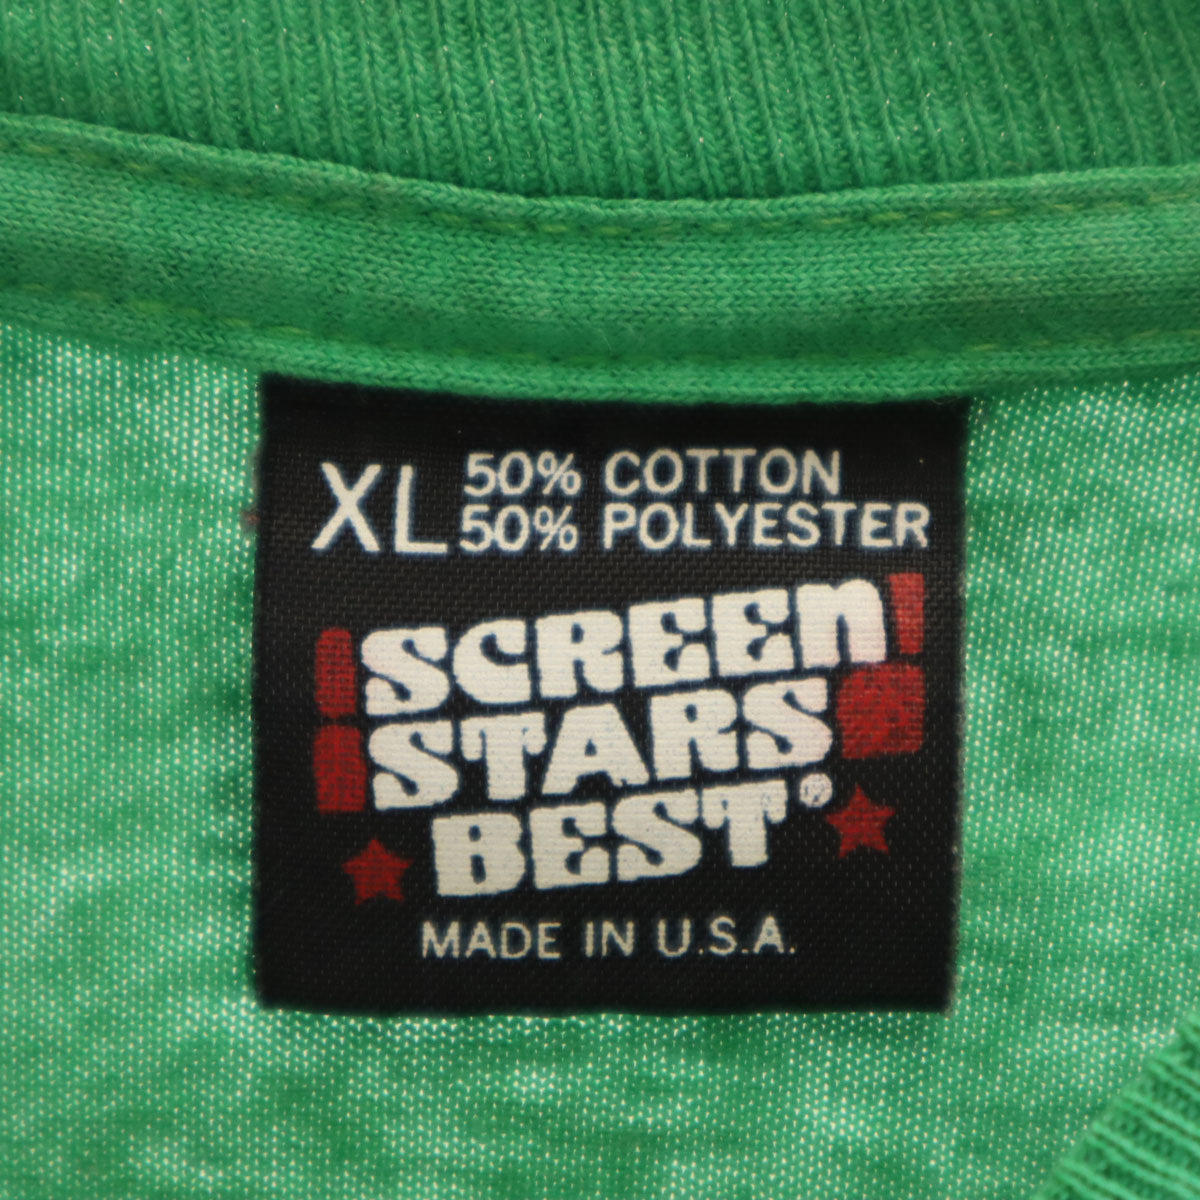 XL 50% COTTON
50% POLYESTER
SCREEN
STARS
BEST®
MADE IN U.S.A.